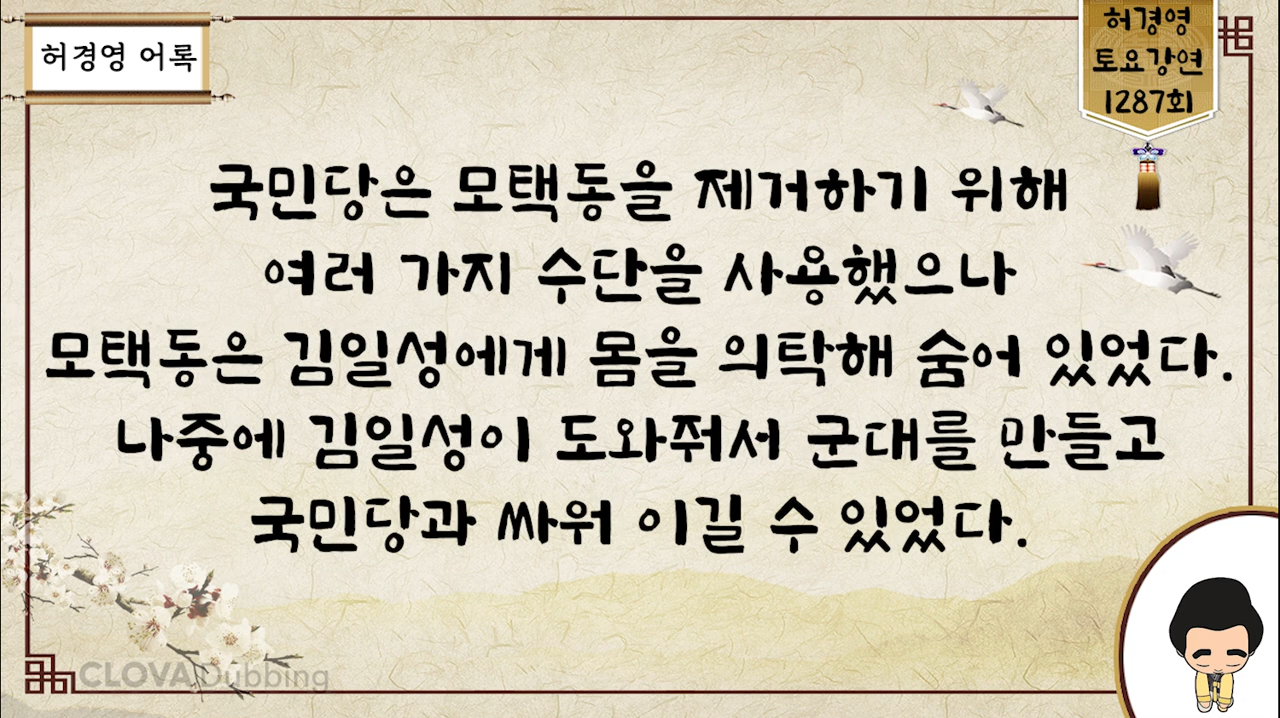 허경영 어록
허경영
토요강연
1287회
국민당은 모택동을 제거하기 위해
여러 가지 수단을 사용했으나
모택동은 김일성에게 몸을 의탁해 숨어 있었다.
나중에 김일성이 도와줘서 군대를 만들고
국민당과 싸워 이길 수 있었다.
CLOVA Dubbing